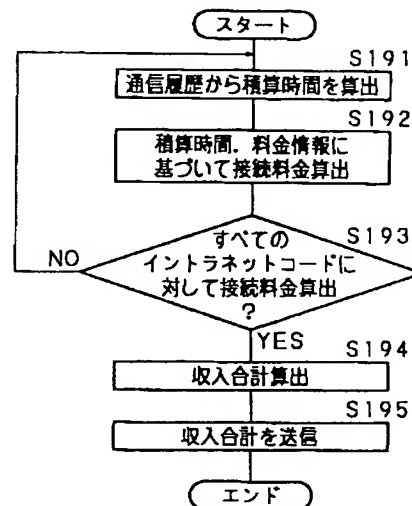 スタート
S191
通信履歴から積算時間を算出
S192
積算時間．料金情報に
基づいて接続料金算出
S193
すべての
イントラネットコードに
対して接続料金算出
?
NO
YES
S194
収入合計算出
S195
収入合計を送信
エンド